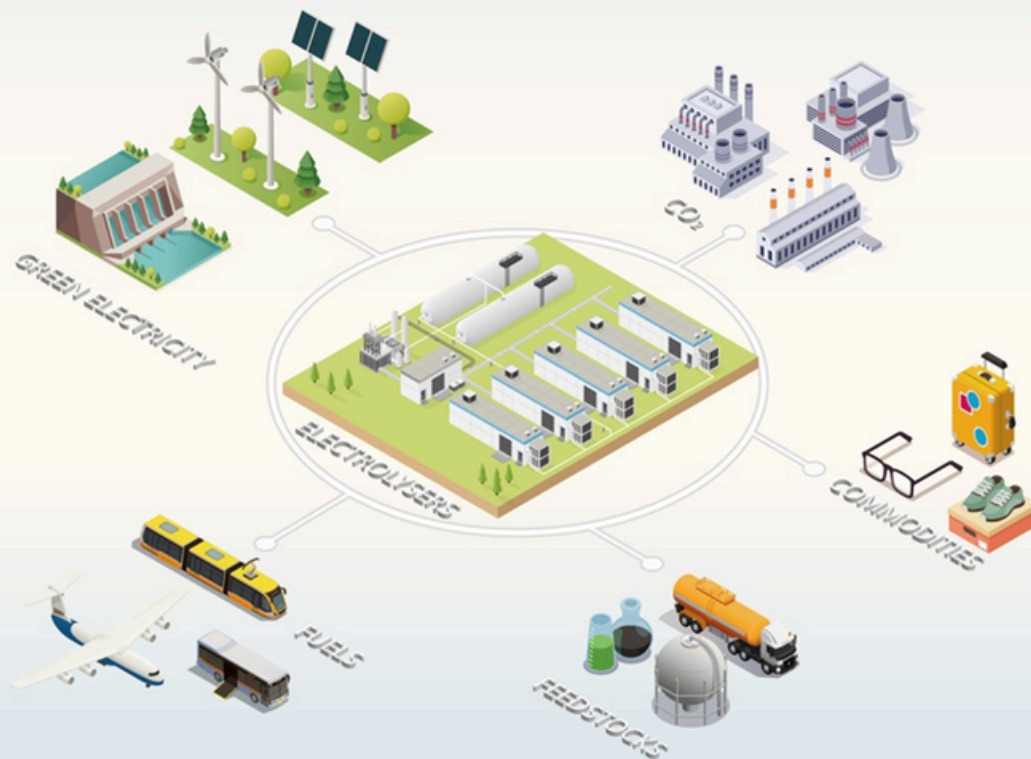 GREEN ELECTRICITY
CO₂
ELECTROLYSERS
COMMODITIES
FUELS
FEEDSTOCKS